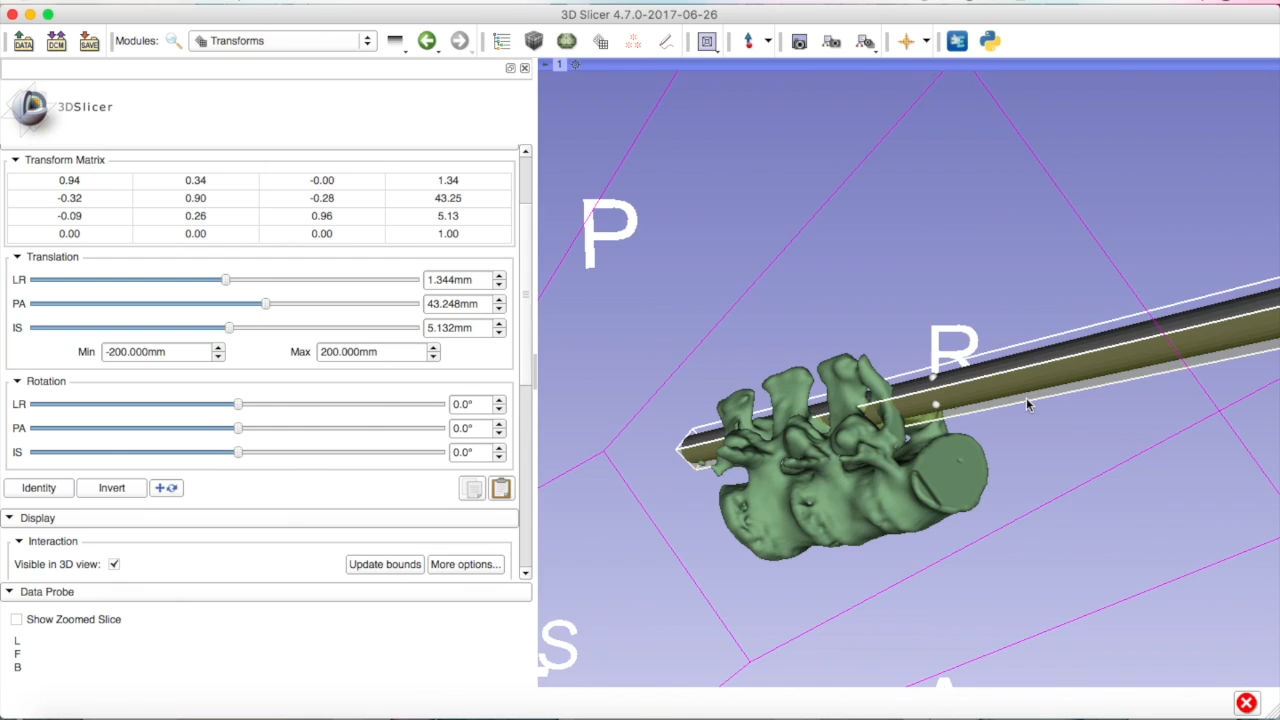 3D Slicer 4.7.0-2017-06-26
DATA
DCM
SAVE
Modules:
Transforms
1
3DSlicer
Transform Matrix
0.94 0.34 -0.00 1.34
-0.32 0.90 -0.28 43.25
-0.09 0.26 0.96 5.13
0.00 0.00 0.00 1.00
Translation
LR 1.344mm
PA 43.248mm
IS 5.132mm
Min -200.000mm Max 200.000mm
Rotation
LR 0.0°
PA 0.0°
IS 0.0°
Identity Invert
Display
Interaction
Visible in 3D view: Update bounds More options...
Data Probe
Show Zoomed Slice
L
F
B
P
R
S